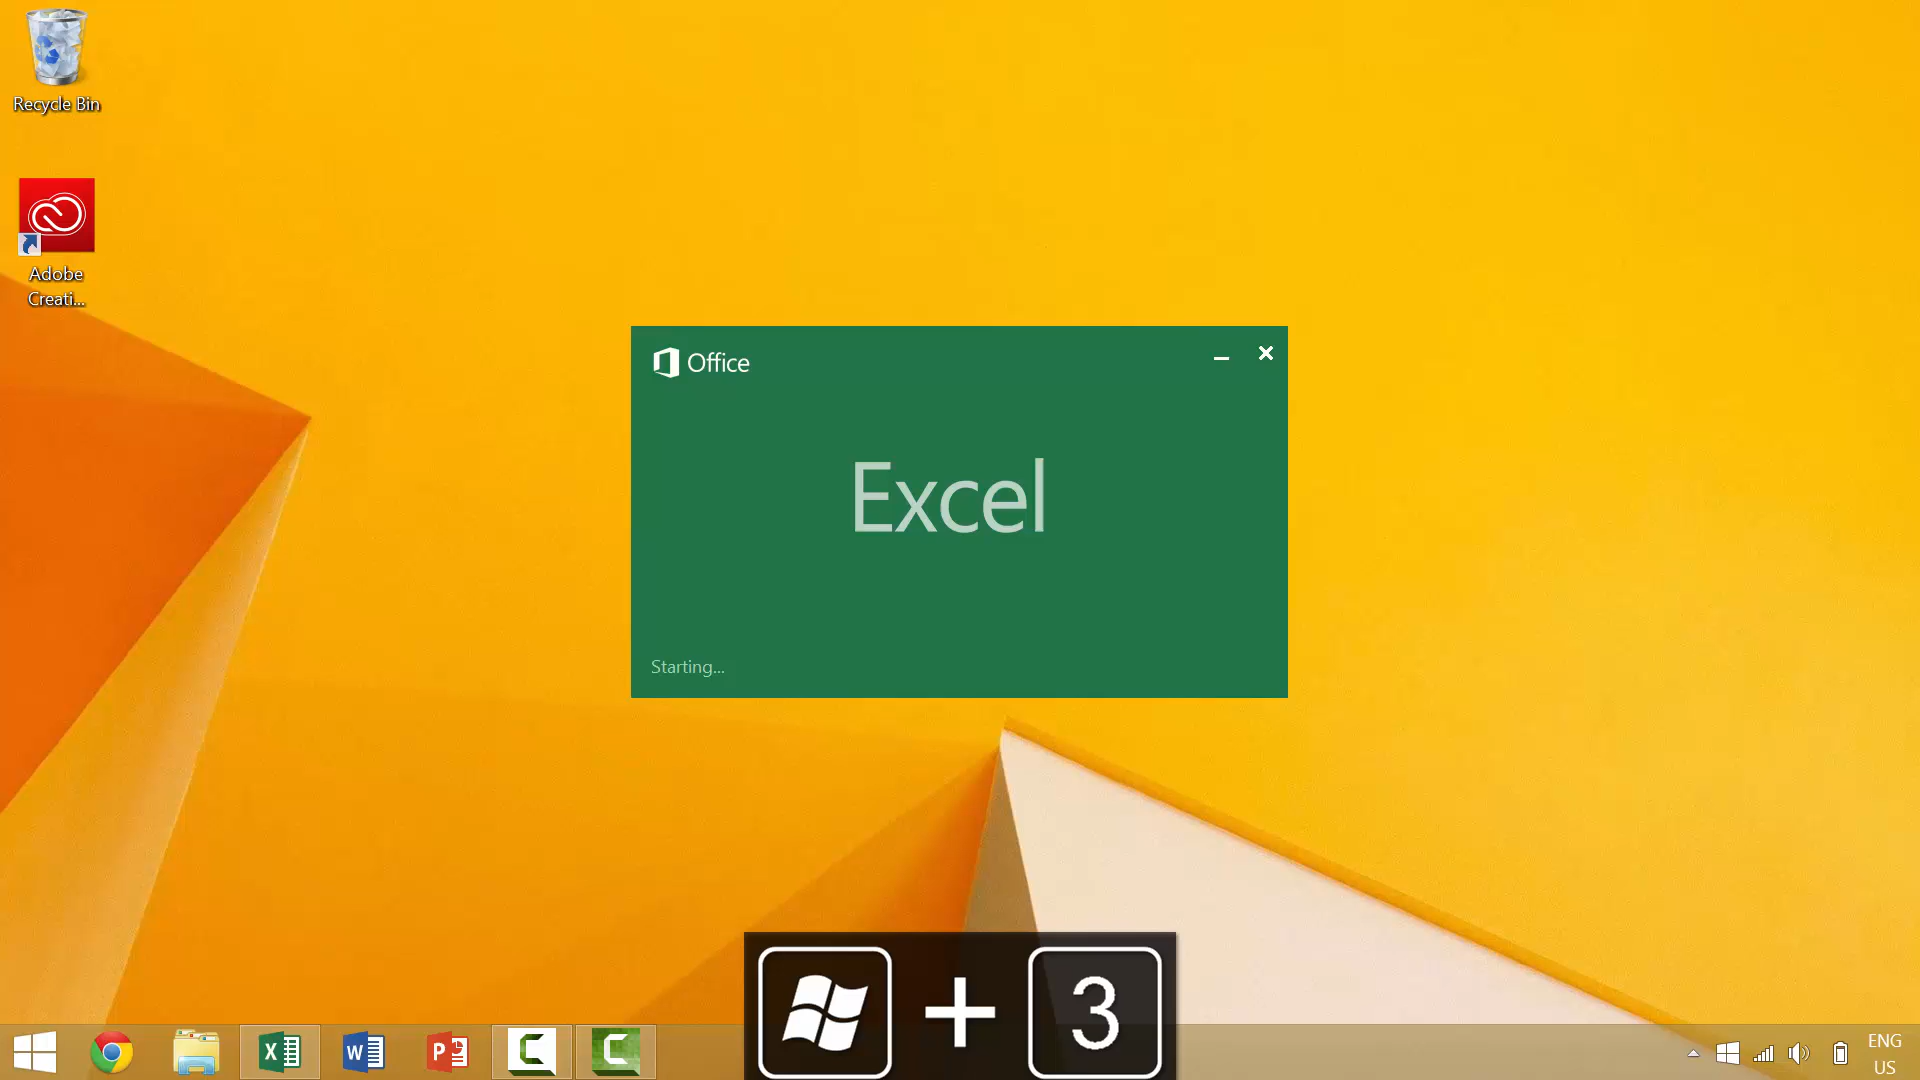 Recycle Bin
Adobe
Creati...
Office
Excel
Starting...
+ 3
X
W
P
C
C
ENG
US